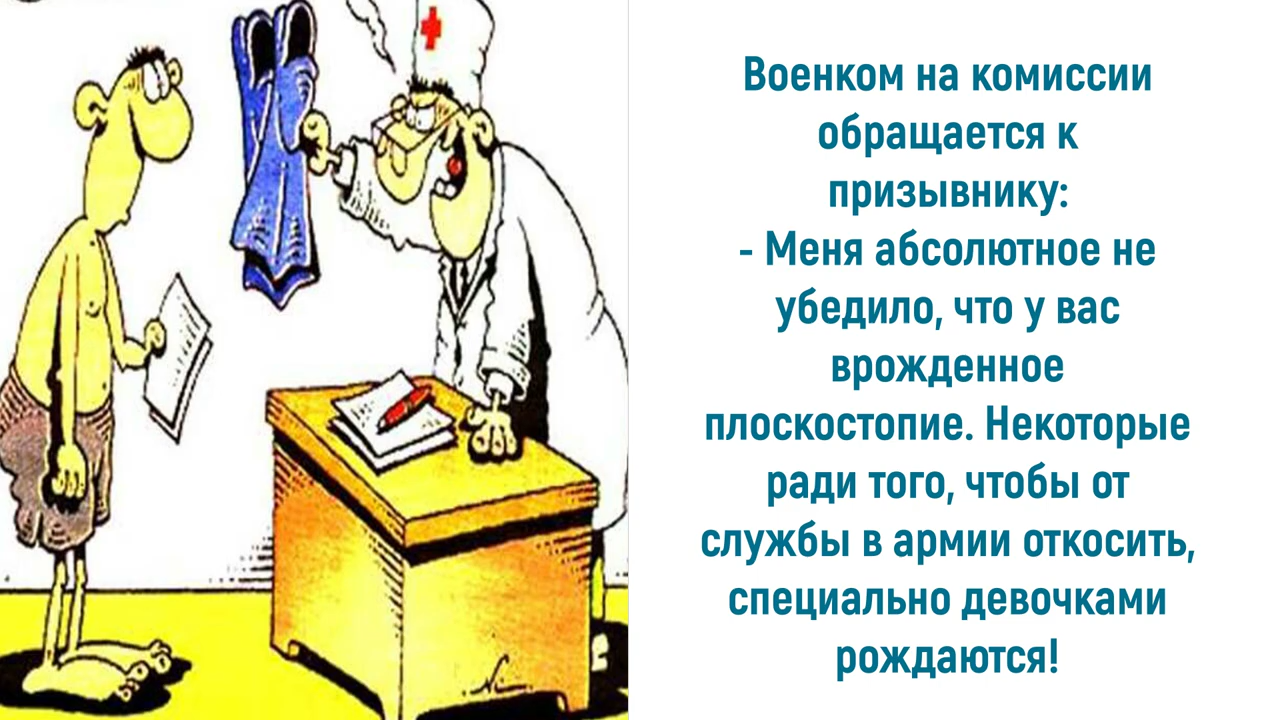 Военком на комиссии
обращается к
призывнику:
- Меня абсолютное не
убедило, что у вас
врожденное
плоскостопие. Некоторые
ради того, чтобы от
службы в армии откосить,
специально девочками
рождаются!